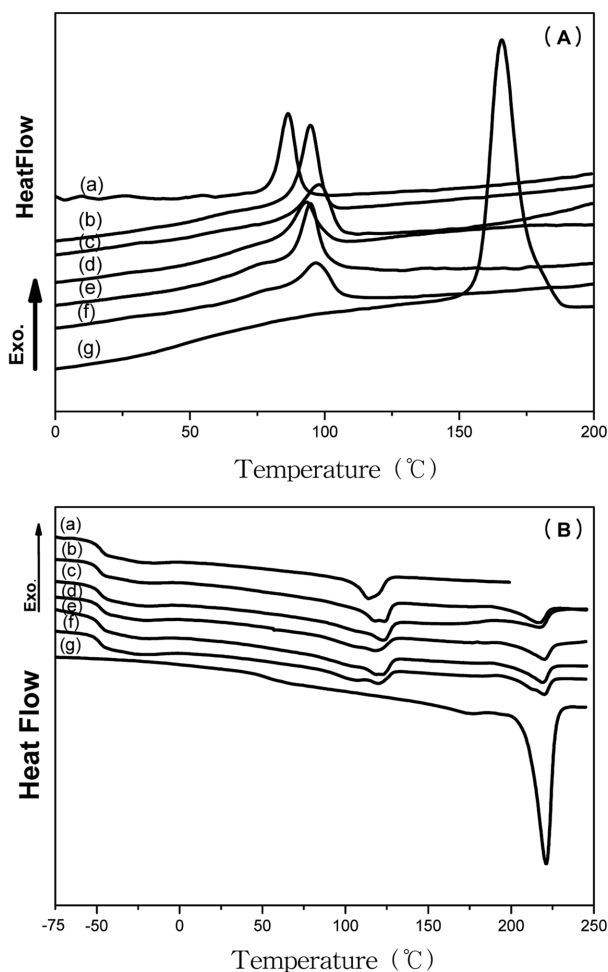 ( A )
HeatFlow
Exo.
(a)
(b)
(c)
(d)
(e)
(f)
(g)
0 50 100 150 200
Temperature (℃)
( B )
Exo.
Heat Flow
(a)
(b)
(c)
(d)
(e)
(f)
(g)
-75 -50 0 50 100 150 200 250
Temperature (℃)